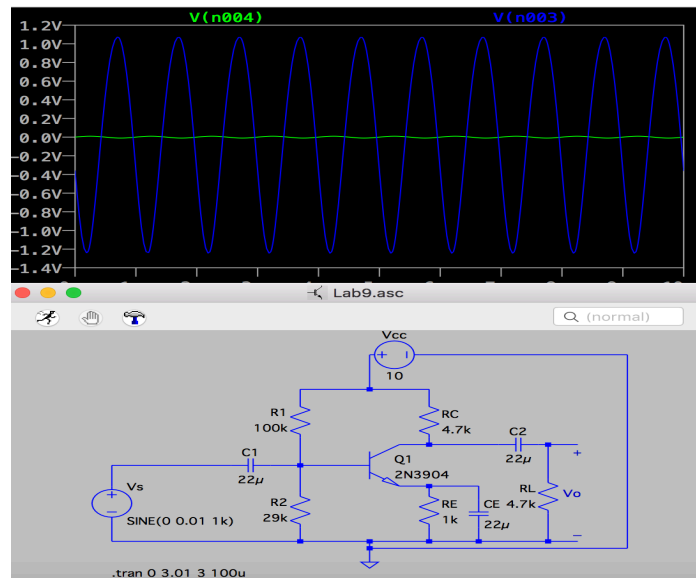 V(n004) V(n003)
1.2V
1.0V
0.8V
0.6V
0.4V
0.2V
0.0V
-0.2V
-0.4V
-0.6V
-0.8V
-1.0V
-1.2V
-1.4V
Lab9.asc
(normal)
Vcc
+ −
10
R1
100k
RC
4.7k
C1
22µ
C2
22µ
+
Q1
2N3904
Vs
+
−
SINE(0 0.01 1k)
R2
29k
RE
1k
CE
22µ
RL
4.7k
Vo
−
.tran 0 3.01 3 100u